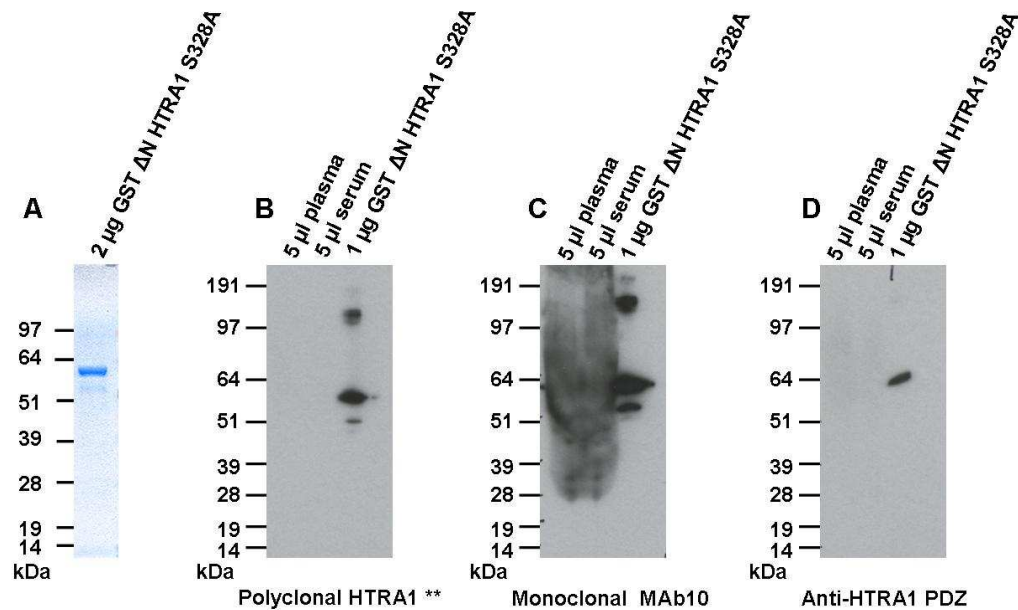 A
2 µg GST ΔN HTRA1 S328A
97
64
51
39
28
19
14
kDa
B
5 µl plasma
5 µl serum
1 µg GST ΔN HTRA1 S328A
191
97
64
51
39
28
19
14
kDa
Polyclonal HTRA1 **
C
5 µl plasma
5 µl serum
1 µg GST ΔN HTRA1 S328A
191
97
64
51
39
28
19
14
kDa
Monoclonal MAb10
D
5 µl plasma
5 µl serum
1 µg GST ΔN HTRA1 S328A
191
97
64
51
39
28
19
14
kDa
Anti-HTRA1 PDZ